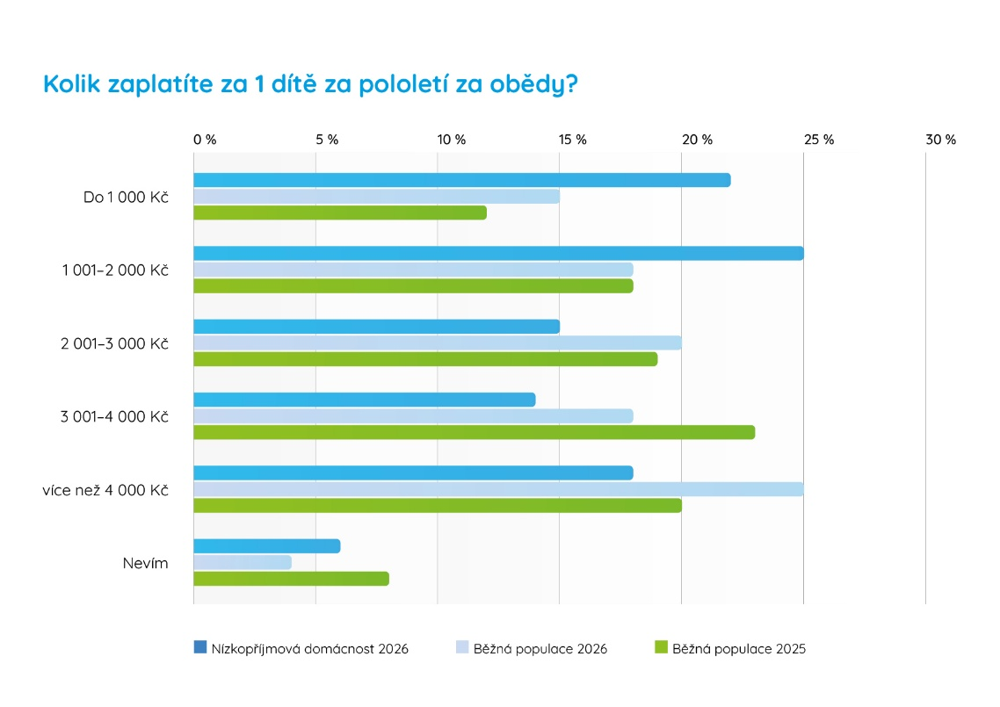 Kolik zaplatíte za 1 dítě za pololetí za obědy?
0 % 5 % 10 % 15 % 20 % 25 % 30 %
Do 1 000 Kč
1 001–2 000 Kč
2 001–3 000 Kč
3 001–4 000 Kč
více než 4 000 Kč
Nevím
Nízkopříjmová domácnost 2026 Běžná populace 2026 Běžná populace 2025